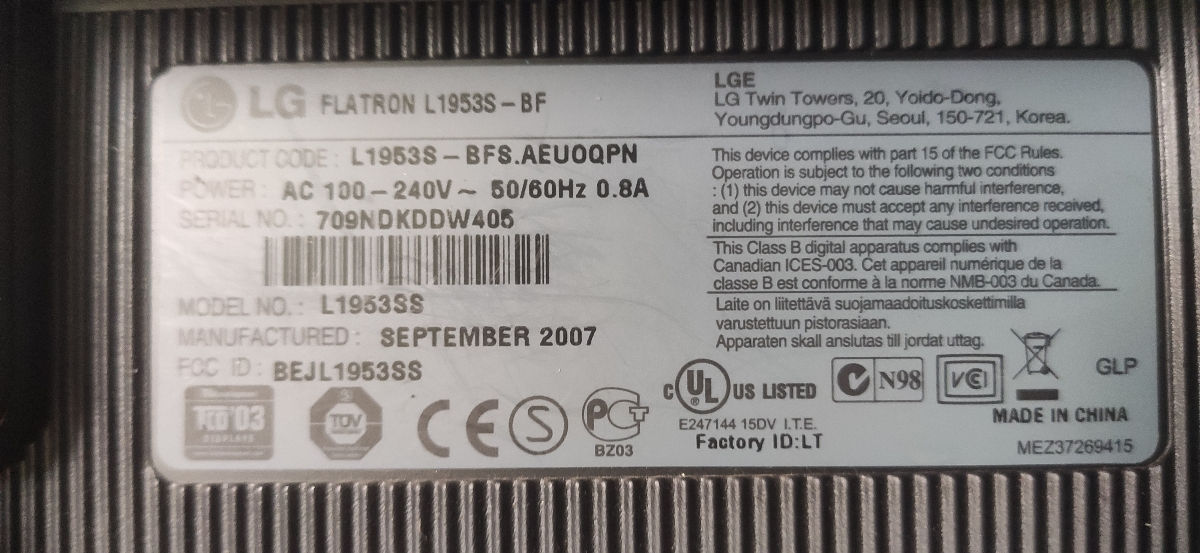 LG FLATRON L1953S-BF
PRODUCT CODE : L1953S-BFS.AEUOQPN
POWER : AC 100-240V~ 50/60Hz 0.8A
SERIAL NO. : 709NDKDDW405
MODEL NO. : L1953SS
MANUFACTURED : SEPTEMBER 2007
FCC ID : BEJL1953SS
TCO'03
DISPLAYS
TÜV
CE
S
PCT
BZ03
LGE
LG Twin Towers, 20, Yoido-Dong,
Youngdungpo-Gu, Seoul, 150-721, Korea.
This device complies with part 15 of the FCC Rules.
Operation is subject to the following two conditions
: (1) this device may not cause harmful interference,
and (2) this device must accept any interference received,
including interference that may cause undesired operation.
This Class B digital apparatus complies with
Canadian ICES-003. Cet appareil numérique de la
classe B est conforme à la norme NMB-003 du Canada.
Laite on liitettävä suojamaadoituskoskettimilla
varustettuun pistorasiaan.
Apparaten skall anslutas till jordat uttag.
C UL ® US LISTED
E247144 15DV I.T.E.
Factory ID:LT
N98
VCCI
GLP
MADE IN CHINA
MEZ37269415